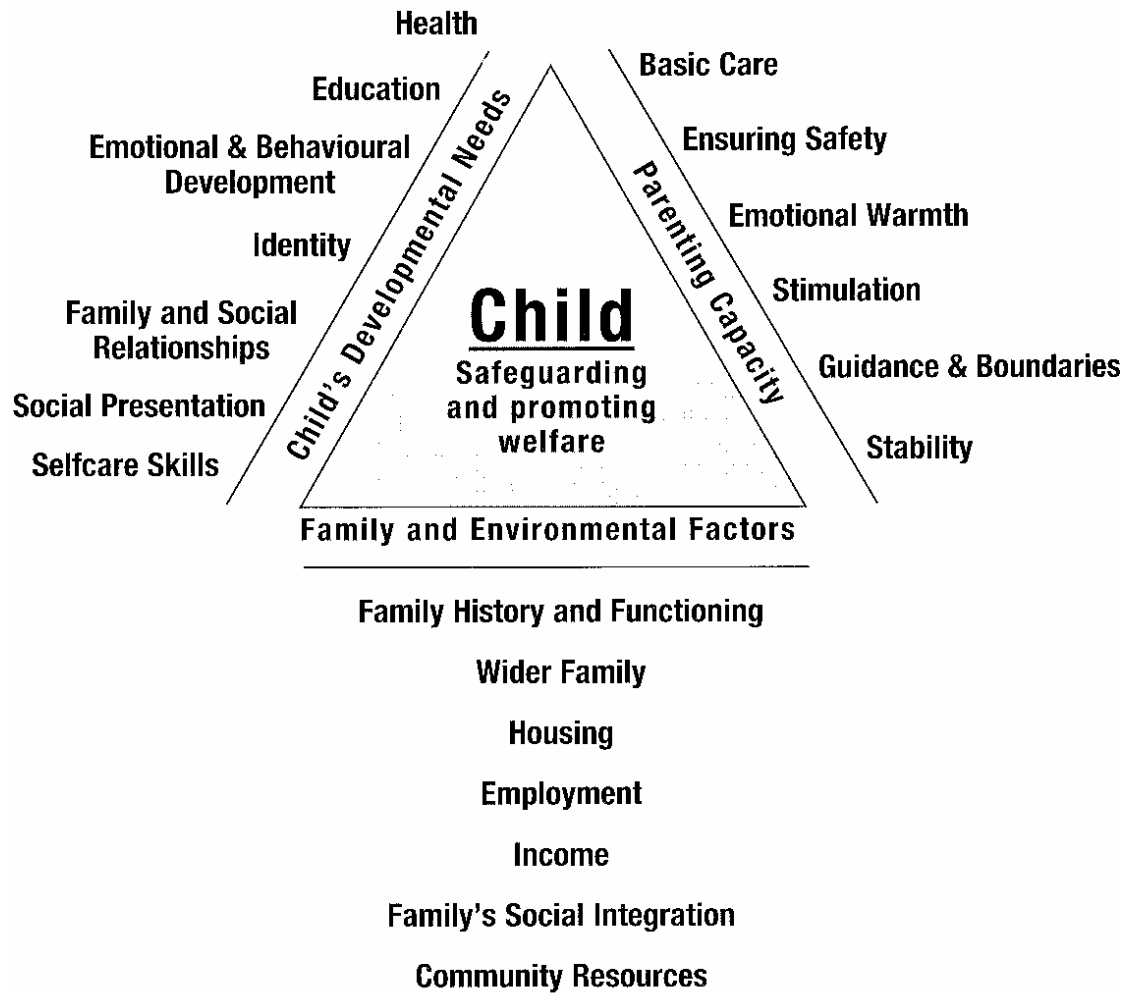 Health
Education
Emotional & Behavioural
Development
Identity
Family and Social
Relationships
Social Presentation
Selfcare Skills
Child's Developmental Needs
Basic Care
Ensuring Safety
Emotional Warmth
Stimulation
Guidance & Boundaries
Stability
Parenting Capacity
Child
Safeguarding
and promoting
welfare
Family and Environmental Factors
Family History and Functioning
Wider Family
Housing
Employment
Income
Family's Social Integration
Community Resources